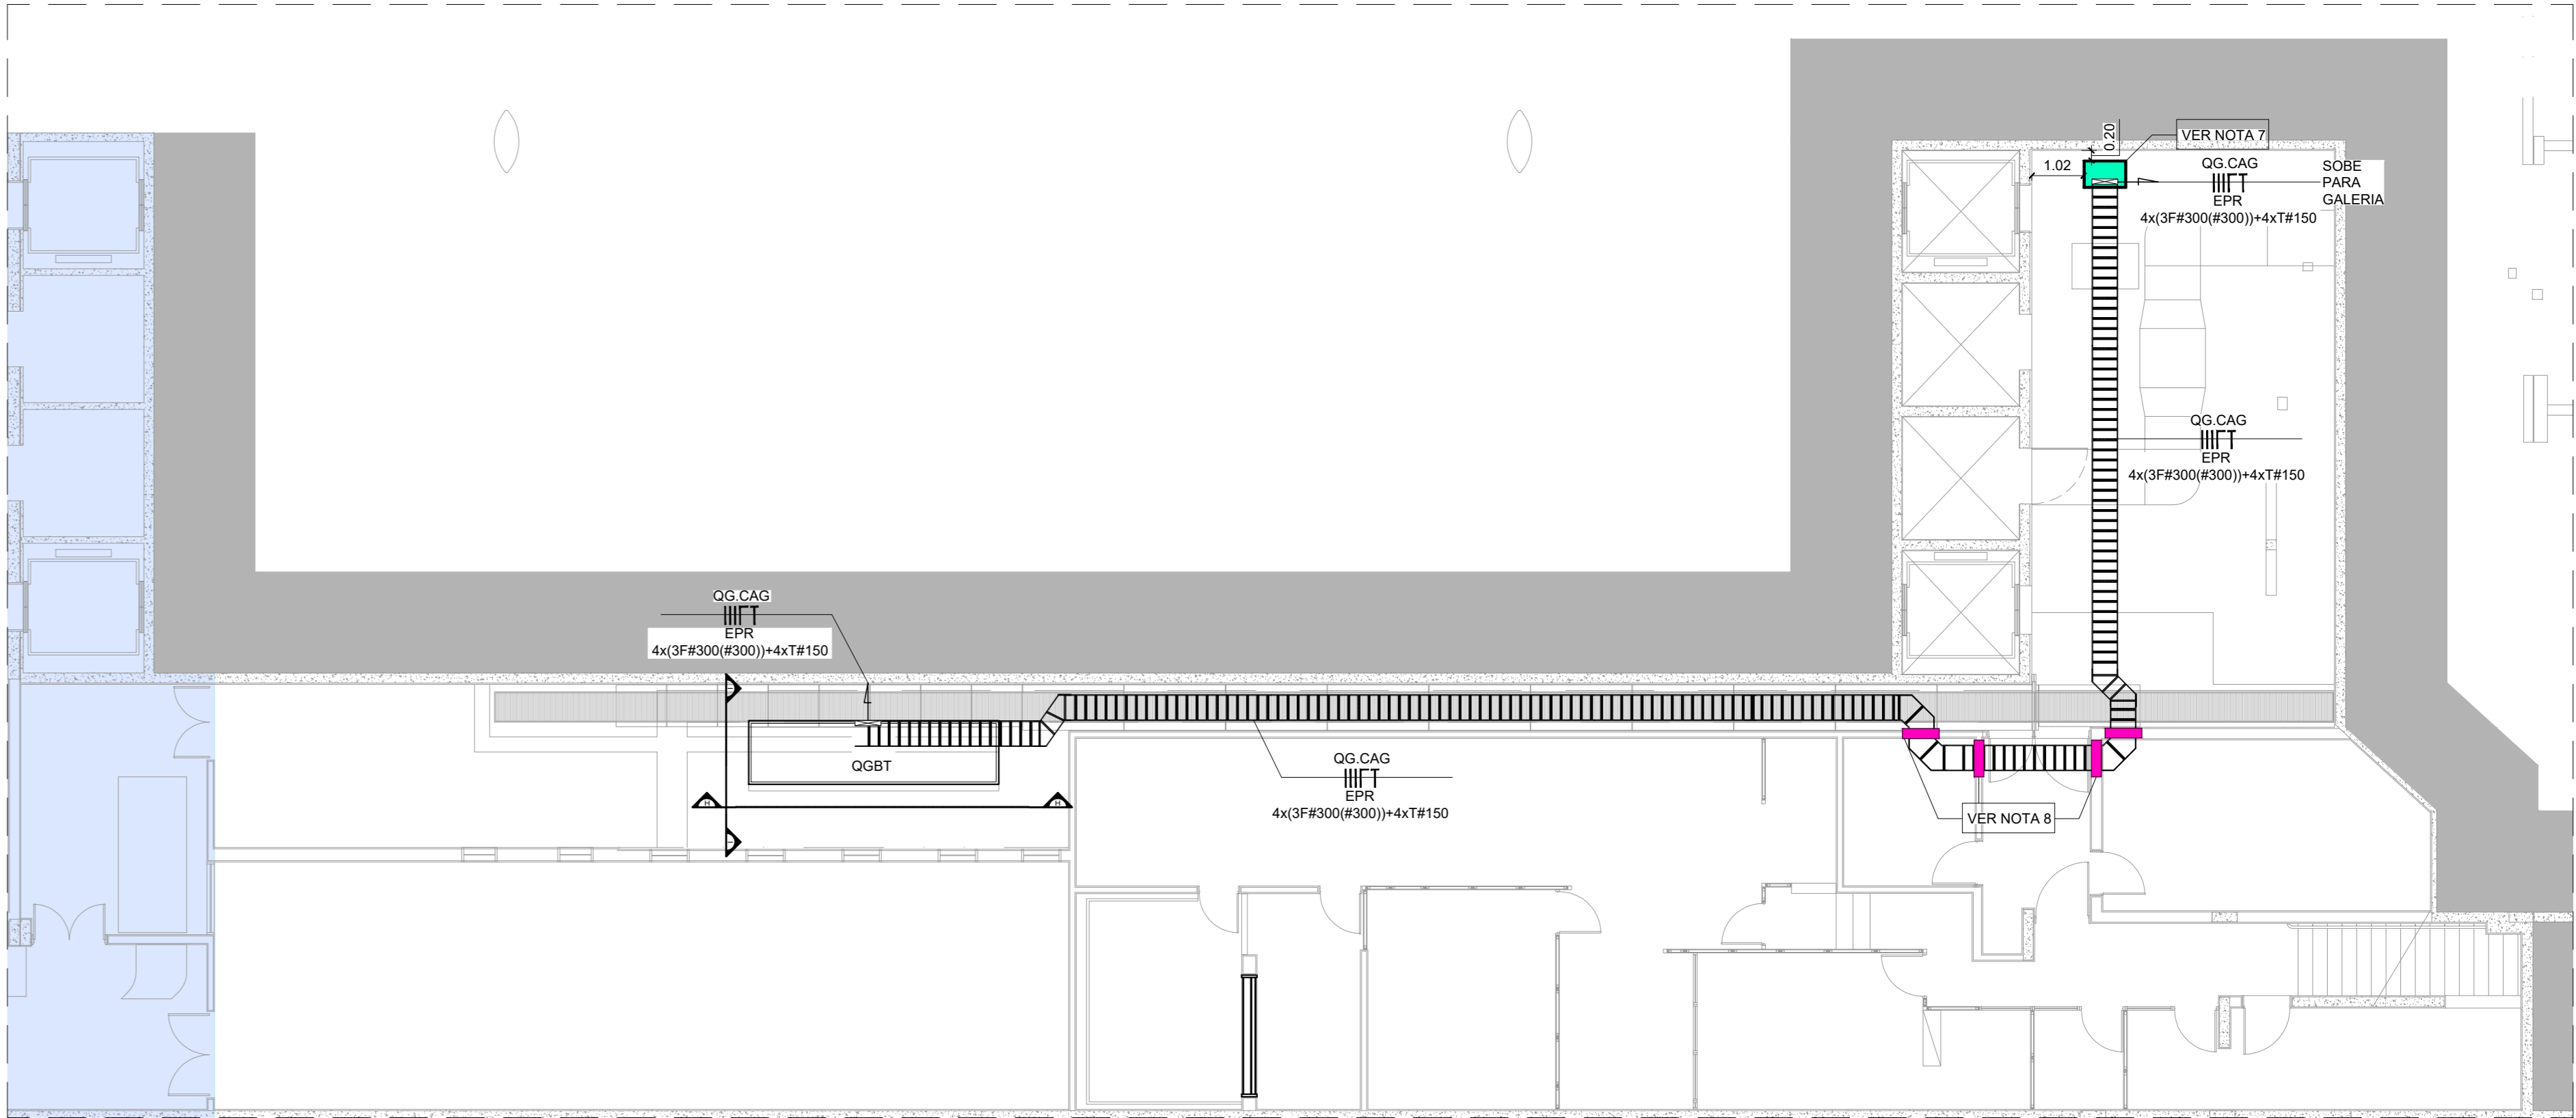 0.20
VER NOTA 7
1.02
QG.CAG
EPR
4x(3F#300(#300))+4xT#150
SOBE
PARA
GALERIA
QG.CAG
EPR
4x(3F#300(#300))+4xT#150
QG.CAG
EPR
4x(3F#300(#300))+4xT#150
QGBT
QG.CAG
EPR
4x(3F#300(#300))+4xT#150
H
H
VER NOTA 8